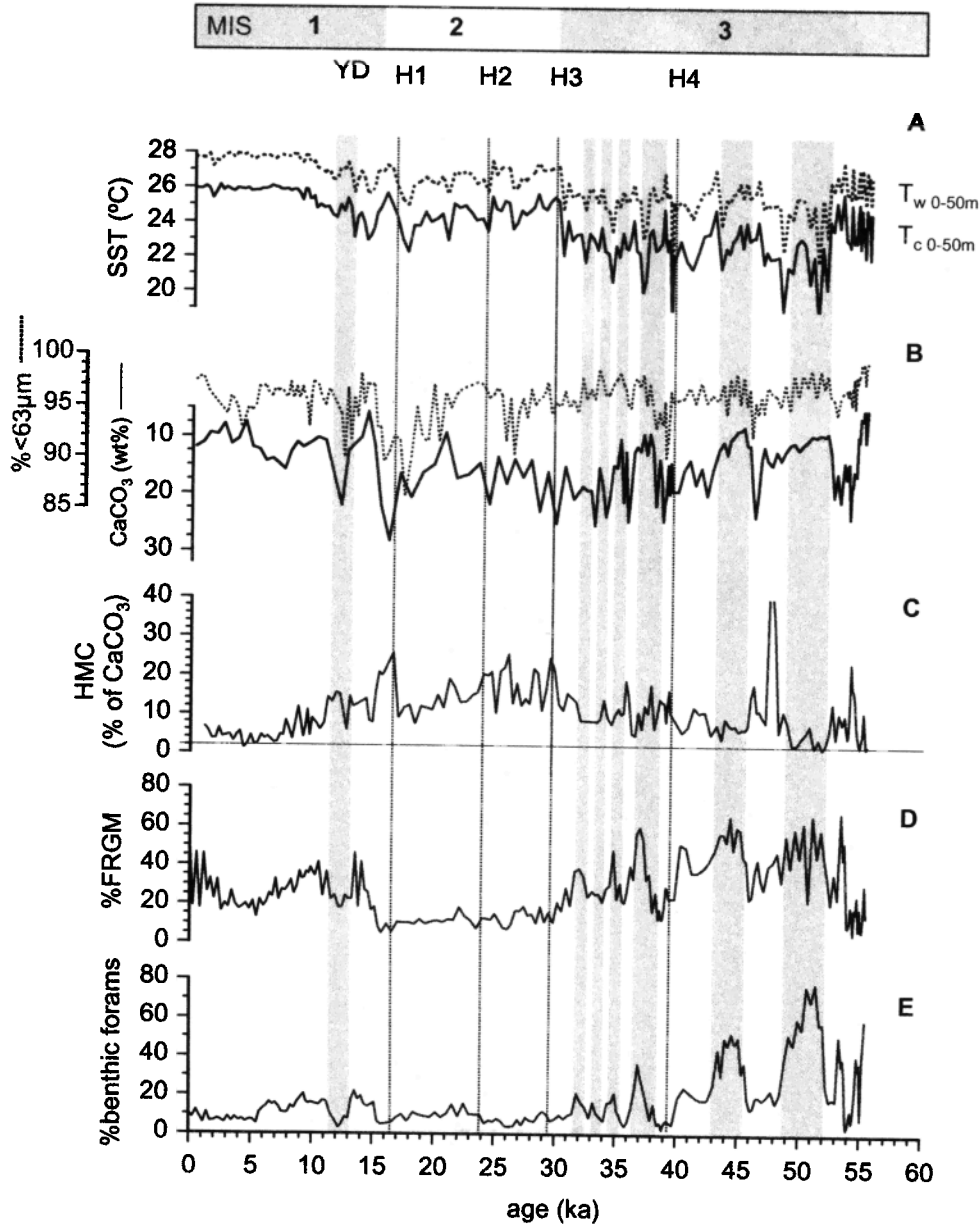 MIS 1 2 3
YD H1 H2 H3 H4
A
28
26
24
22
20
SST (ºC)
T w 0-50m
T c 0-50m
B
100
95
90
85
%<63µm
10
20
30
CaCO3 (wt%)
C
40
30
20
10
0
HMC
(% of CaCO3)
D
80
60
40
20
0
%FRGM
E
80
60
40
20
0
%benthic forams
0 5 10 15 20 25 30 35 40 45 50 55 60
age (ka)